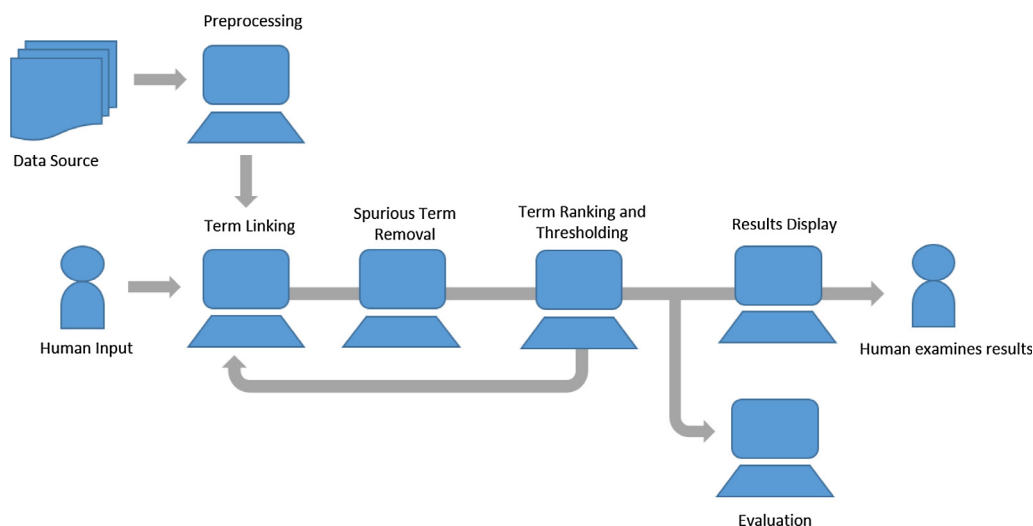 Preprocessing
Data Source
Term Linking
Spurious Term
Removal
Term Ranking and
Thresholding
Results Display
Human Input
Human examines results
Evaluation